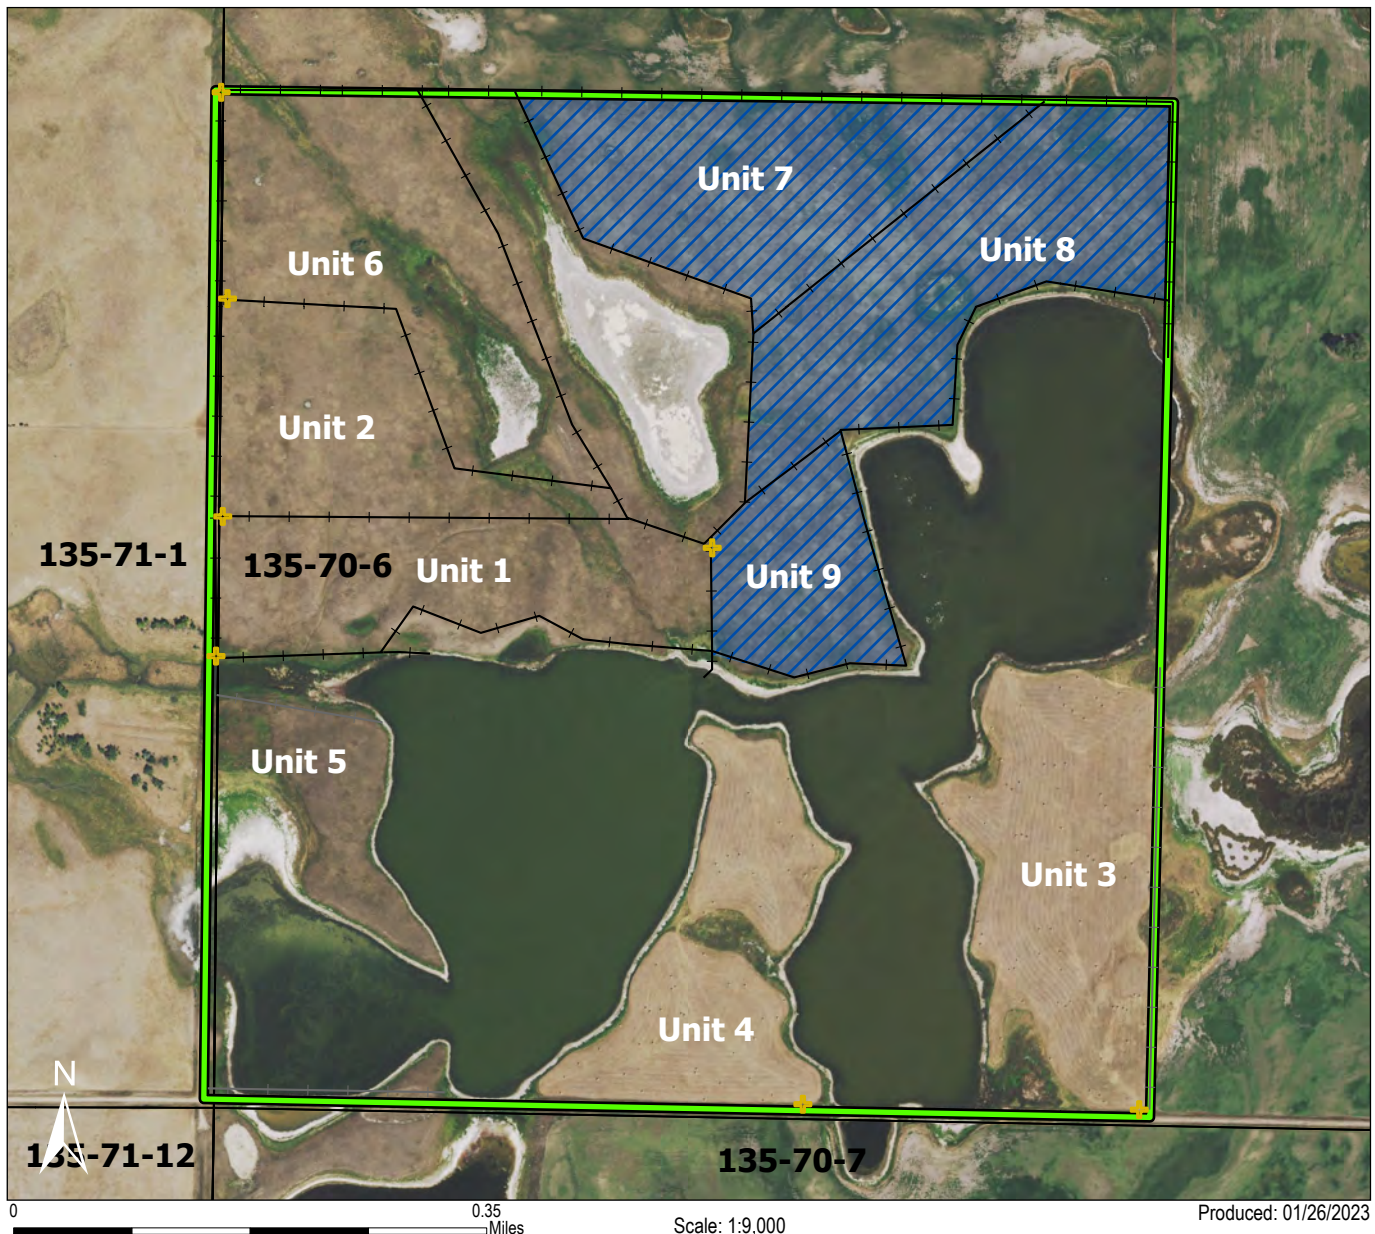 Unit 7
Unit 8
Unit 6
Unit 2
135-71-1
135-70-6
Unit 1
Unit 9
Unit 5
Unit 3
Unit 4
N
135-71-12
135-70-7
0
0.35
Miles
Scale: 1:9,000
Produced: 01/26/2023